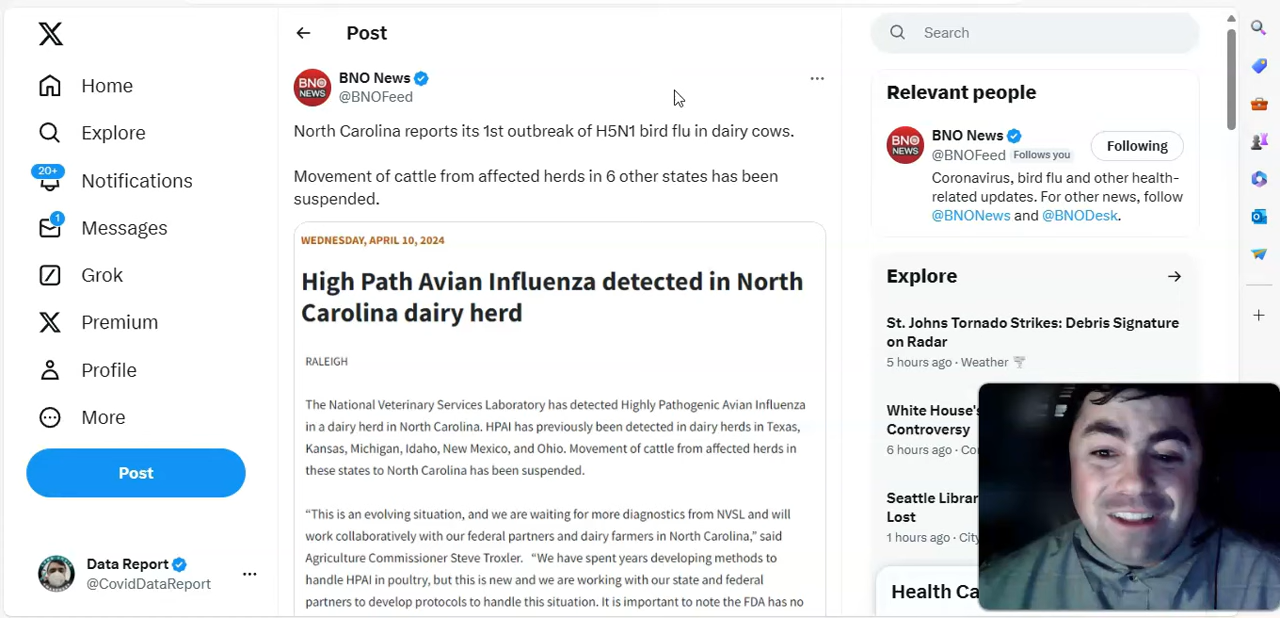 Post
Search
Home
Explore
20+
Notifications
1
Messages
Grok
Premium
Profile
More
Post
Data Report
@CovidDataReport
BNO
NEWS
BNO News
@BNOFeed
North Carolina reports its 1st outbreak of H5N1 bird flu in dairy cows.
Movement of cattle from affected herds in 6 other states has been
suspended.
WEDNESDAY, APRIL 10, 2024
High Path Avian Influenza detected in North
Carolina dairy herd
RALEIGH
The National Veterinary Services Laboratory has detected Highly Pathogenic Avian Influenza
in a dairy herd in North Carolina. HPAI has previously been detected in dairy herds in Texas,
Kansas, Michigan, Idaho, New Mexico, and Ohio. Movement of cattle from affected herds in
these states to North Carolina has been suspended.
“This is an evolving situation, and we are waiting for more diagnostics from NVSL and will
work collaboratively with our federal partners and dairy farmers in North Carolina,” said
Agriculture Commissioner Steve Troxler. “We have spent years developing methods to
handle HPAI in poultry, but this is new and we are working with our state and federal
partners to develop protocols to handle this situation. It is important to note the FDA has no
Relevant people
BNO
NEWS
BNO News
@BNOFeed Follows you
Following
Coronavirus, bird flu and other health-
related updates. For other news, follow
@BNONews and @BNODesk.
Explore
St. Johns Tornado Strikes: Debris Signature
on Radar
5 hours ago · Weather
White House's
Controversy
6 hours ago · Co
Seattle Librar
Lost
1 hours ago · City
Health Ca